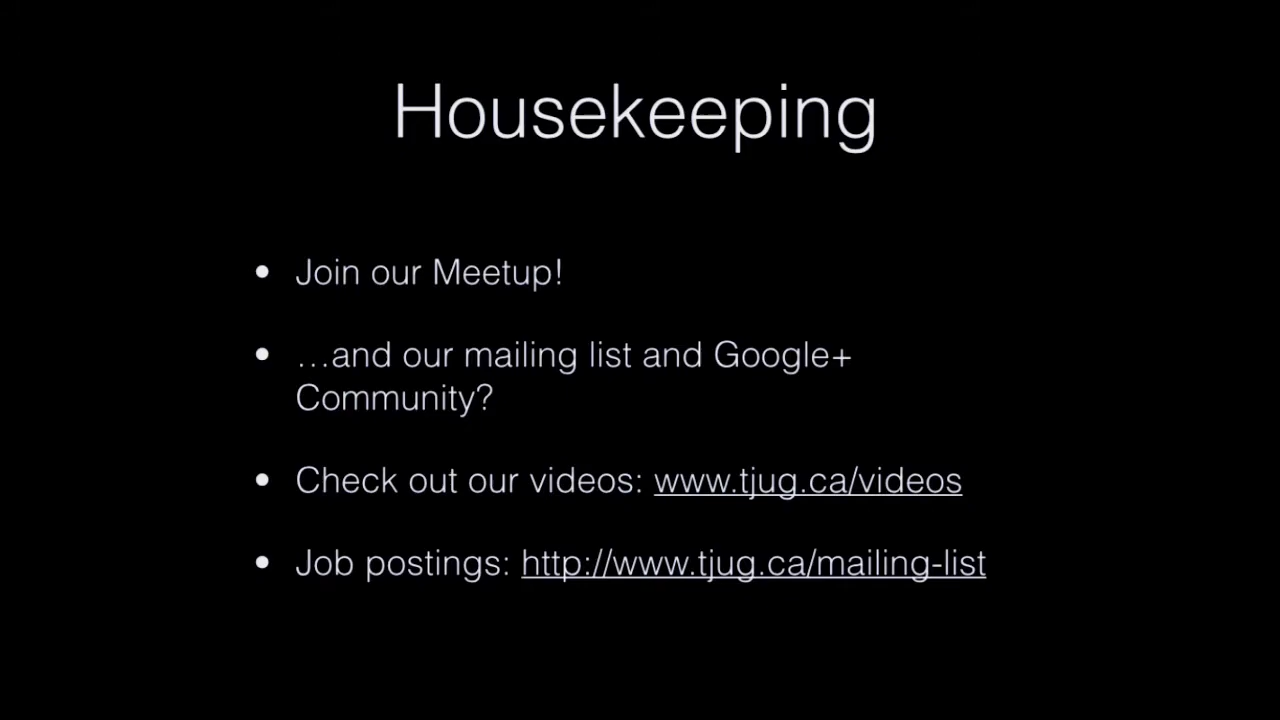 Housekeeping
• Join our Meetup!
• …and our mailing list and Google+
Community?
• Check out our videos: www.tjug.ca/videos
• Job postings: http://www.tjug.ca/mailing-list